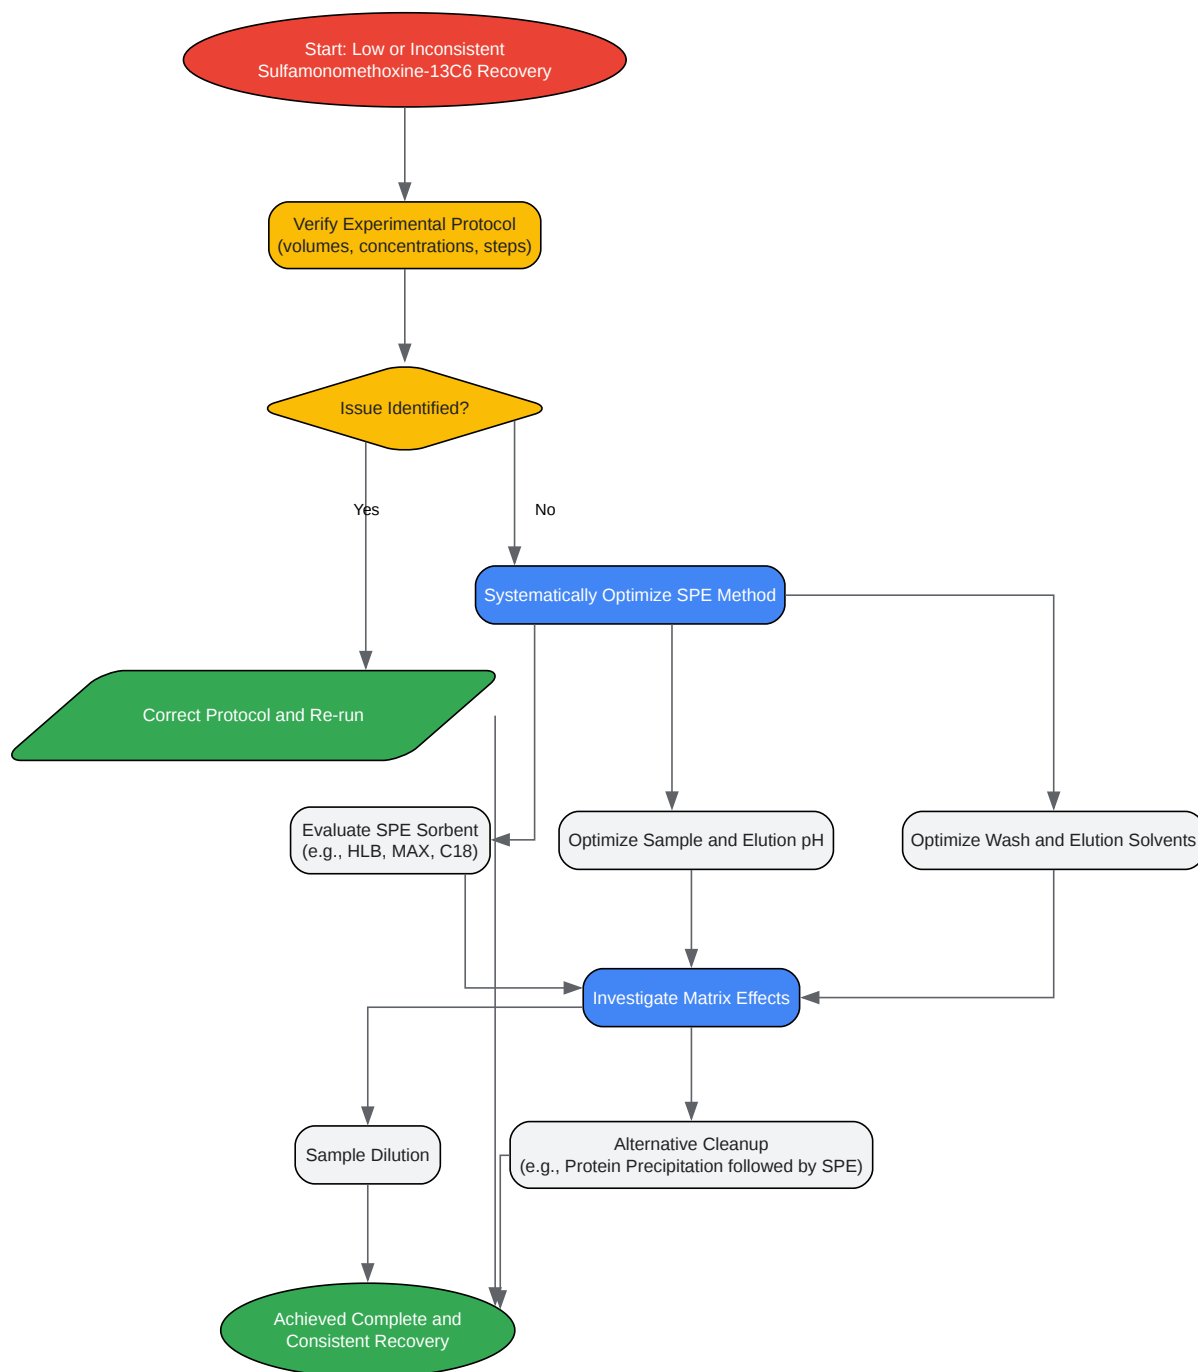 Start: Low or Inconsistent
Sulfamonomethoxine-13C6 Recovery
Verify Experimental Protocol
(volumes, concentrations, steps)
Issue Identified?
Yes
No
Systematically Optimize SPE Method
Correct Protocol and Re-run
Evaluate SPE Sorbent
(e.g., HLB, MAX, C18)
Optimize Sample and Elution pH
Optimize Wash and Elution Solvents
Investigate Matrix Effects
Sample Dilution
Alternative Cleanup
(e.g., Protein Precipitation followed by SPE)
Achieved Complete and
Consistent Recovery